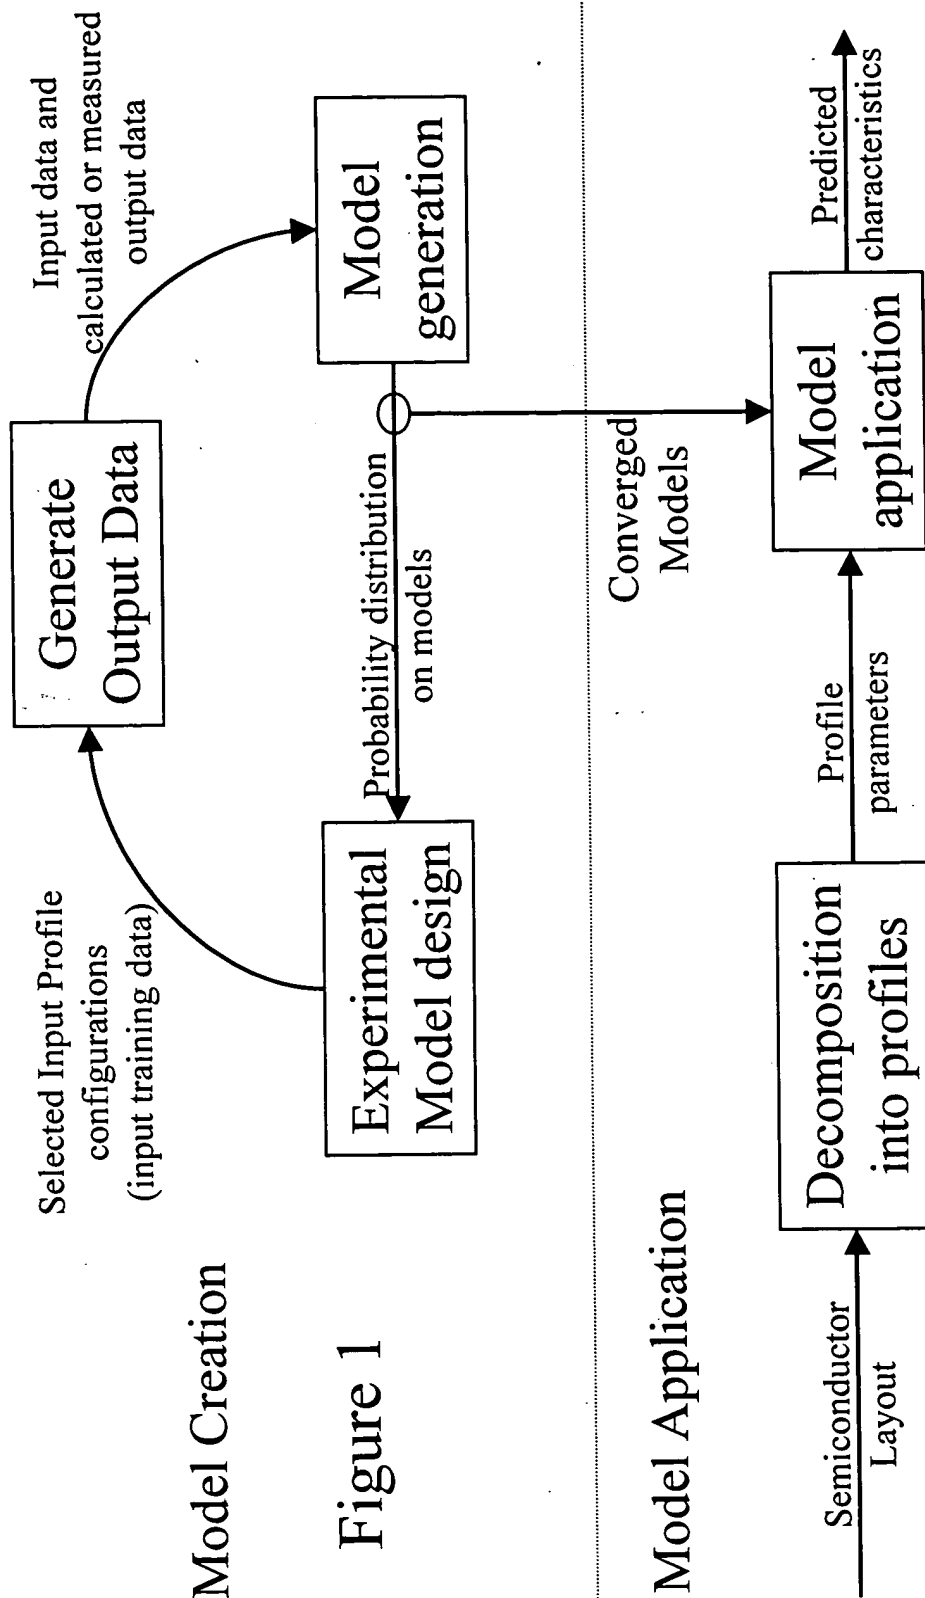 Model Creation
Figure 1
Selected Input Profile
configurations
(input training data)
Generate
Output Data
Input data and
calculated or measured
output data
Experimental
Model design
Probability distribution
on models
Model
generation
Converged
Models
Model Application
Semiconductor
Layout
Decomposition
into profiles
Profile
parameters
Model
application
Predicted
characteristics